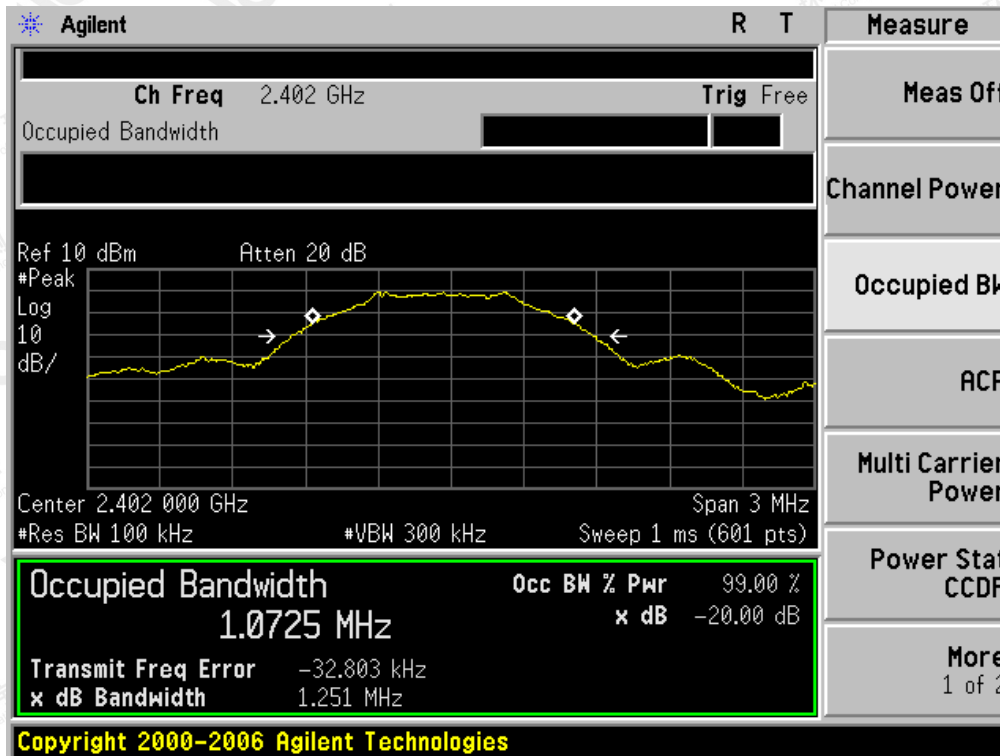 Agilent R T
Measure
Ch Freq 2.402 GHz Trig Free
Meas Off
Occupied Bandwidth
Channel Power
Ref 10 dBm Atten 20 dB
#Peak
Log
10
dB/
Occupied BW
ACP
Multi Carrier
Power
Center 2.402 000 GHz Span 3 MHz
#Res BW 100 kHz #VBW 300 kHz Sweep 1 ms (601 pts)
Power Stat
CCDF
Occupied Bandwidth
1.0725 MHz
Occ BW % Pwr 99.00 %
x dB -20.00 dB
Transmit Freq Error -32.803 kHz
x dB Bandwidth 1.251 MHz
More
1 of 2
Copyright 2000-2006 Agilent Technologies